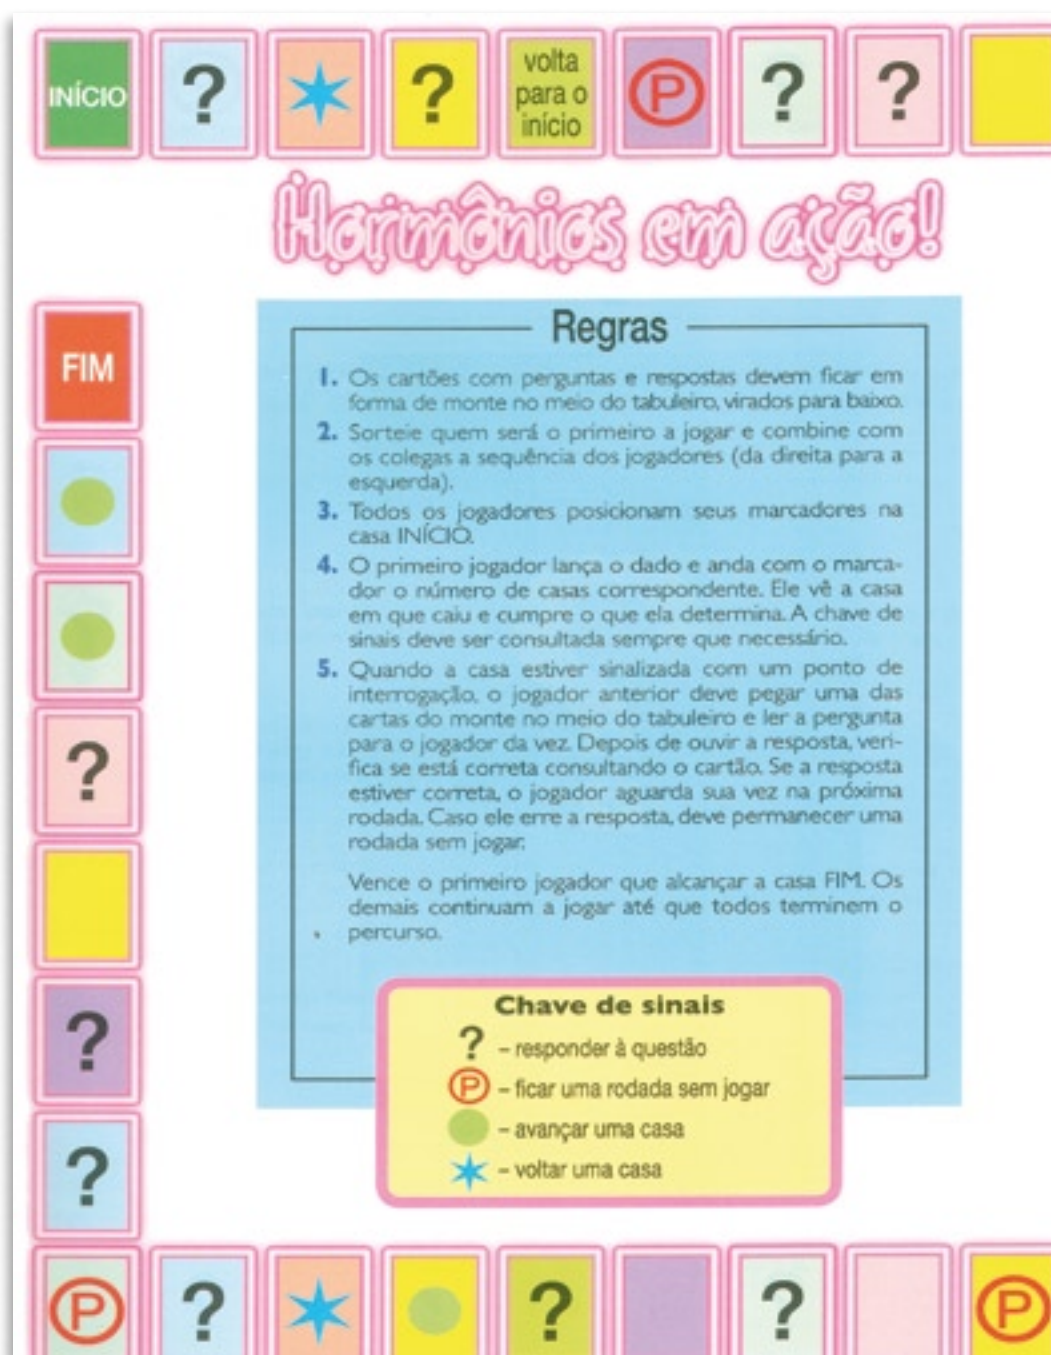 INÍCIO ? ? volta para o início P ? ?
Hormônios em ação!
Regras
1. Os cartões com perguntas e respostas devem ficar em
forma de monte no meio do tabuleiro, virados para baixo.
2. Sorteie quem será o primeiro a jogar e combine com
os colegas a sequência dos jogadores (da direita para a
esquerda).
3. Todos os jogadores posicionam seus marcadores na
casa INÍCIO.
4. O primeiro jogador lança o dado e anda com o marca-
dor o número de casas correspondente. Ele vê a casa
em que caiu e cumpre o que ela determina. A chave de
sinais deve ser consultada sempre que necessário.
5. Quando a casa estiver sinalizada com um ponto de
interrogação, o jogador anterior deve pegar uma das
cartas do monte no meio do tabuleiro e ler a pergunta
para o jogador da vez. Depois de ouvir a resposta, veri-
fica se está correta consultando o cartão. Se a resposta
estiver correta, o jogador aguarda sua vez na próxima
rodada. Caso ele erre a resposta, deve permanecer uma
rodada sem jogar.
Vence o primeiro jogador que alcançar a casa FIM. Os
demais continuam a jogar até que todos terminem o
percurso.
Chave de sinais
? – responder à questão
P – ficar uma rodada sem jogar
– avançar uma casa
– voltar uma casa
FIM
?
?
?
P ? ? ? P